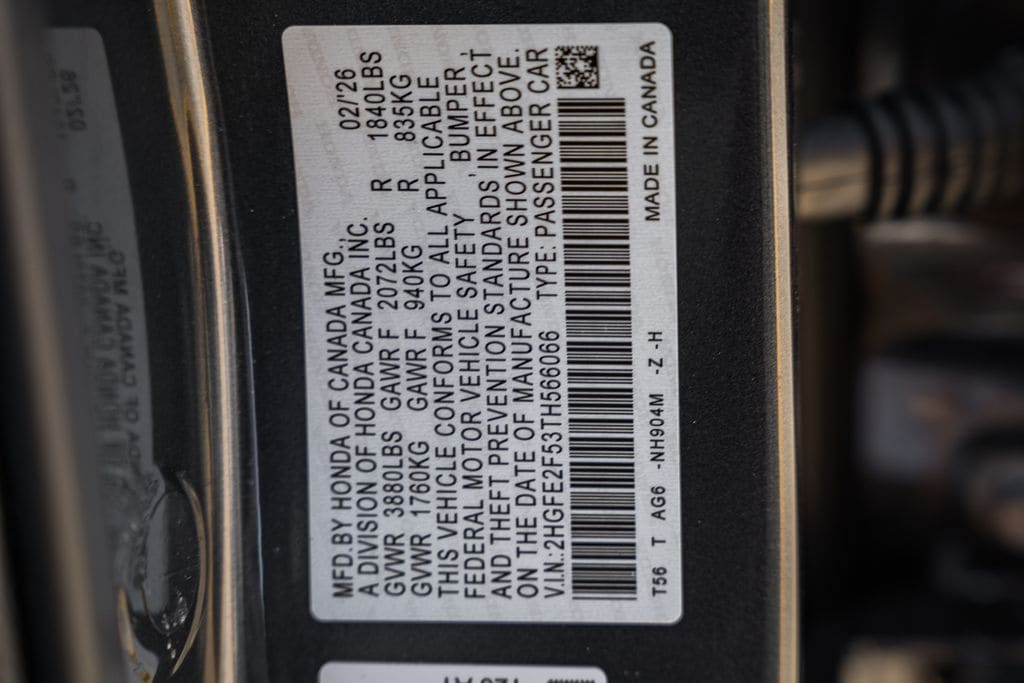 MFD.BY HONDA OF CANADA MFG., 02/'26
A DIVISION OF HONDA CANADA INC.
GVWR 3880LBS GAWR F 2072LBS R 1840LBS
GVWR 1760KG GAWR F 940KG R 835KG
THIS VEHICLE CONFORMS TO ALL APPLICABLE
FEDERAL MOTOR VEHICLE SAFETY, BUMPER,
AND THEFT PREVENTION STANDARDS IN EFFECT
ON THE DATE OF MANUFACTURE SHOWN ABOVE.
V.I.N.:2HGFE2F53TH566066 TYPE: PASSENGER CAR
T56 T AG6 -NH904M -Z -H MADE IN CANADA